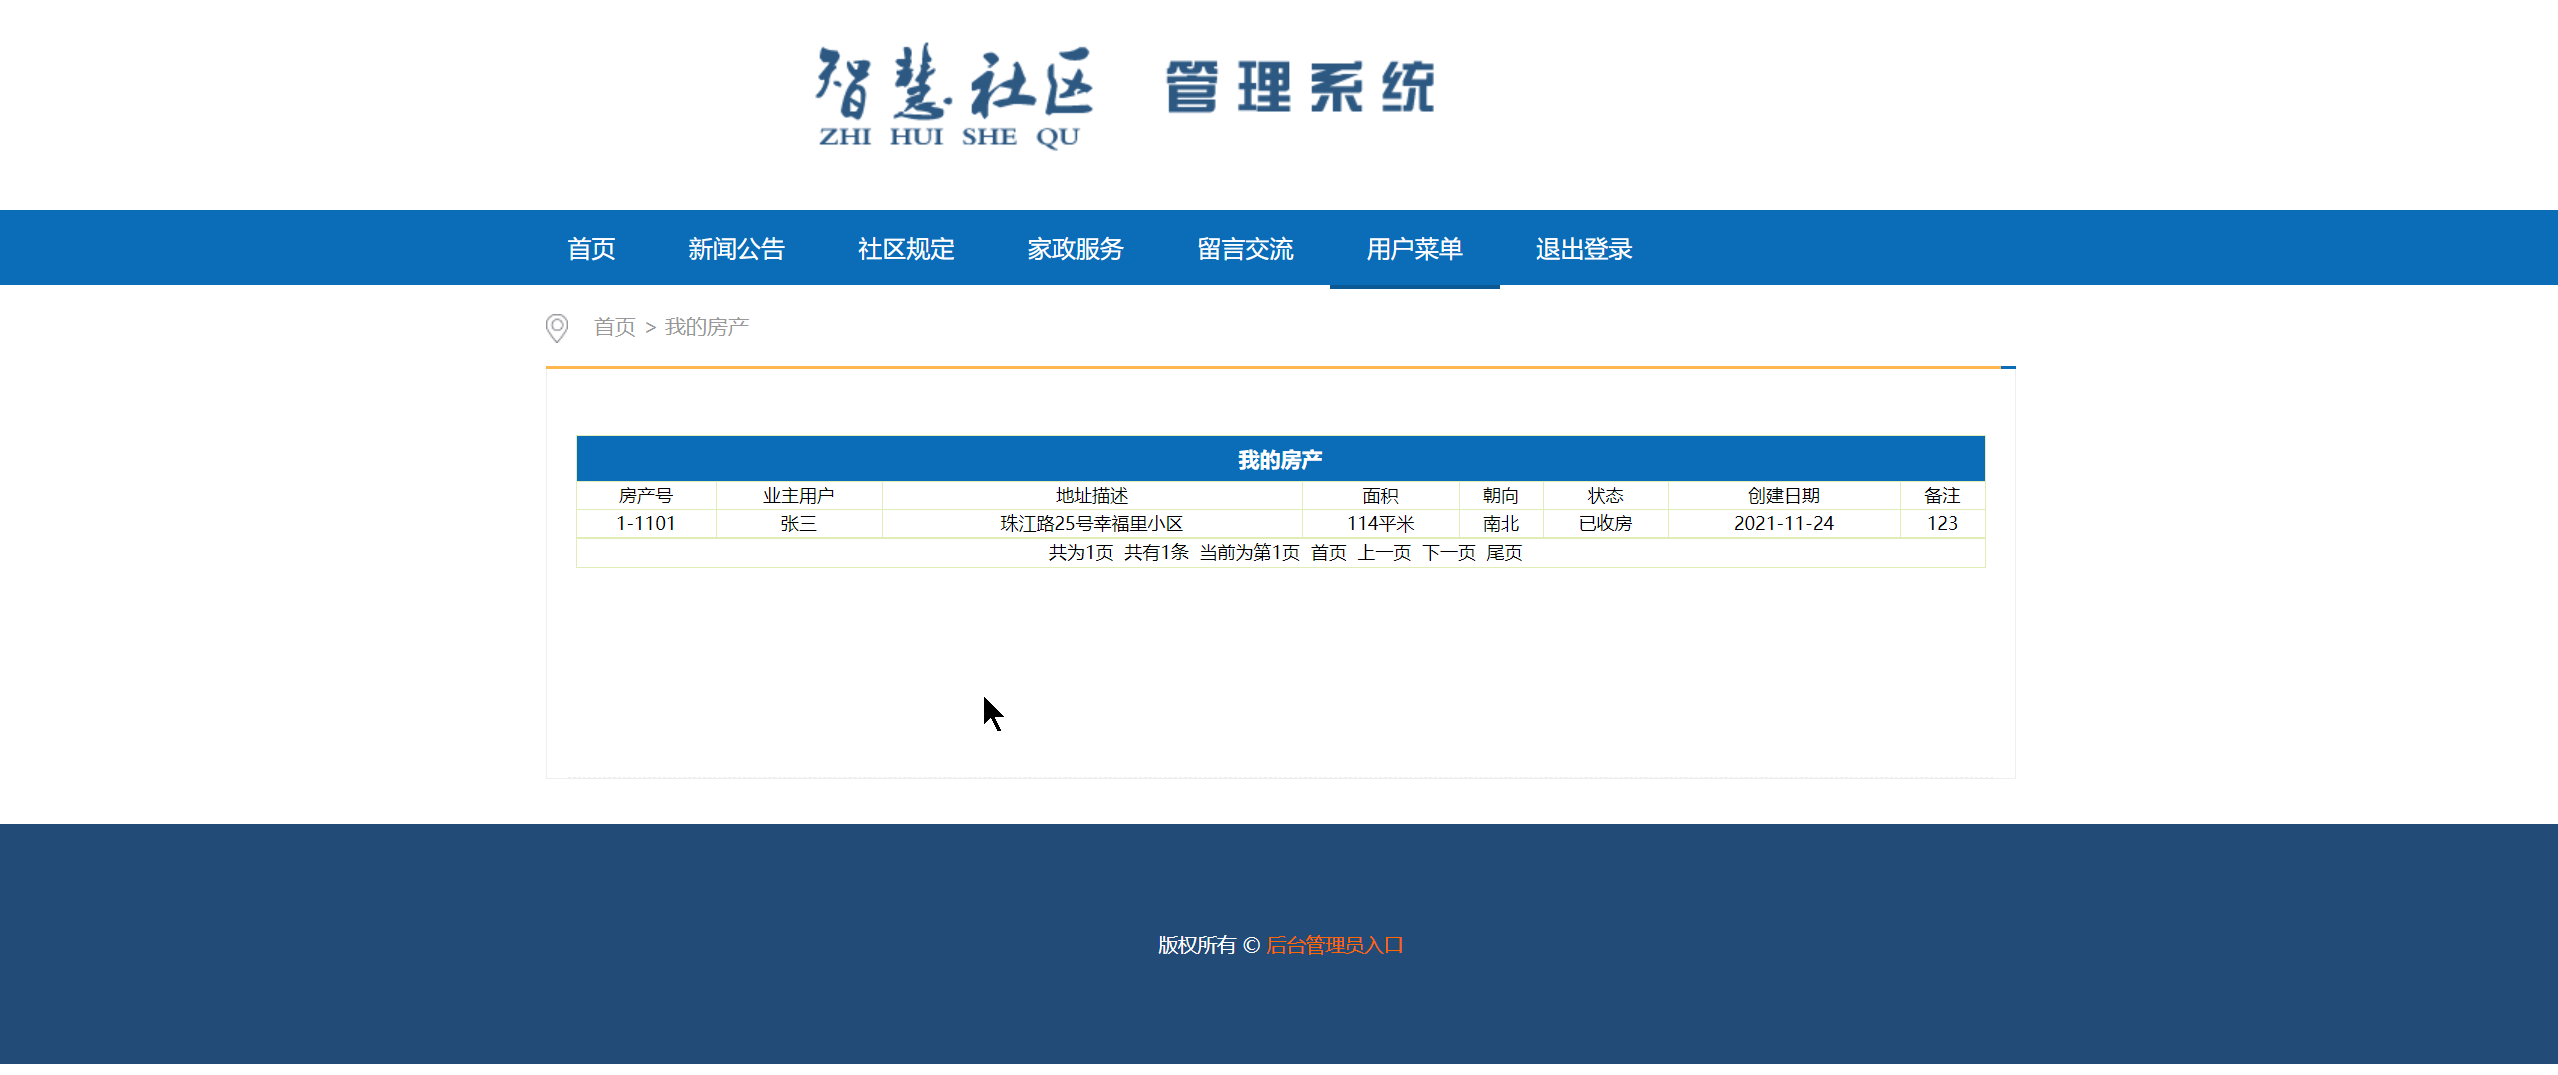 智慧社区 管理系统
ZHI HUI SHE QU
首页 新闻公告 社区规定 家政服务 留言交流 用户菜单 退出登录
首页 > 我的房产
我的房产
房产号 业主用户 地址描述 面积 朝向 状态 创建日期 备注
1-1101 张三 珠江路25号幸福里小区 114平米 南北 已收房 2021-11-24 123
共为1页 共有1条 当前为第1页 首页 上一页 下一页 尾页
版权所有 © 后台管理员入口